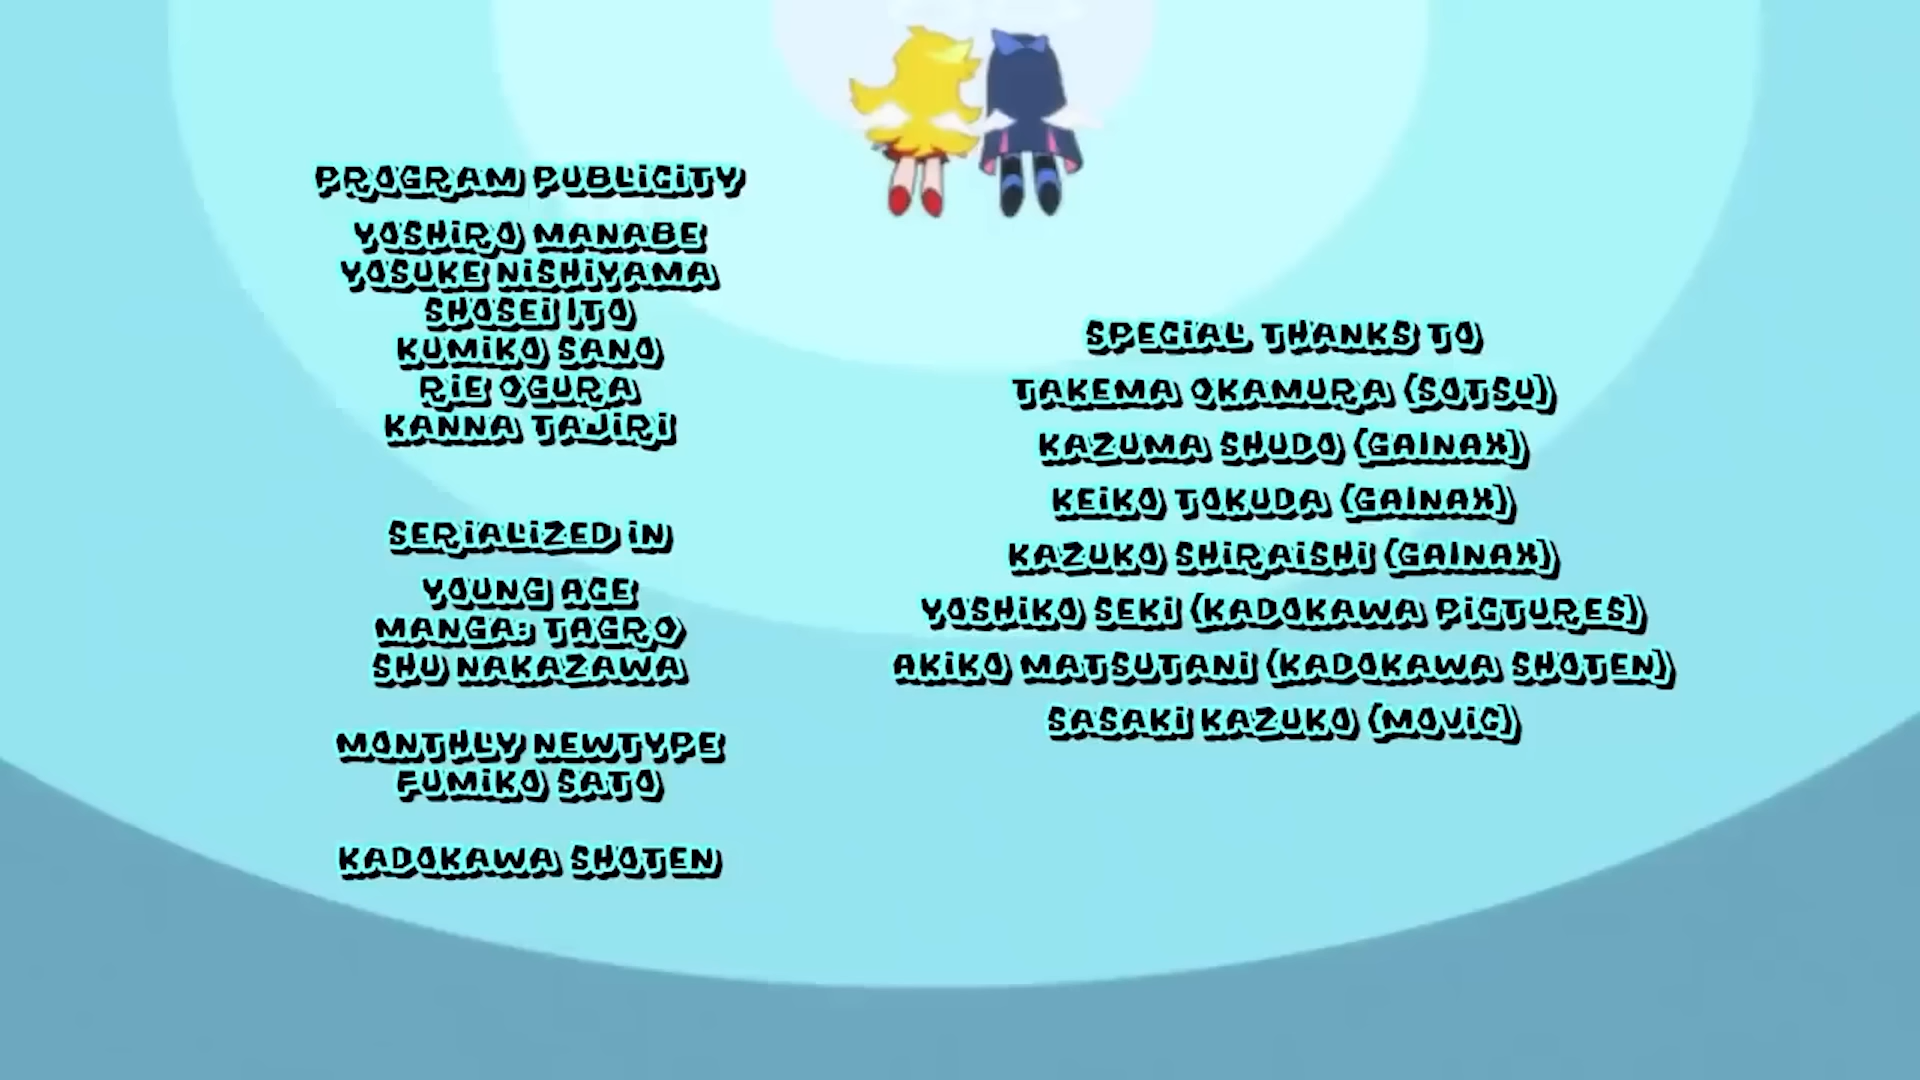 PROGRAM PUBLICITY
YOSHIRO MANABE
YOSUKE NISHIYAMA
SHOSEI ITO
KUMIKO SANO
RIE OGURA
KANNA TAJIRI
SERIALIZED IN
YOUNG ACE
MANGA: TAGRO
SHU NAKAZAWA
MONTHLY NEWTYPE
FUMIKO SATO
KADOKAWA SHOTEN
SPECIAL THANKS TO
TAKEMA OKAMURA (SOTSU)
KAZUMA SHUDO (GAINAX)
KEIKO TOKUDA (GAINAX)
KAZUKO SHIRAISHI (GAINAX)
YOSHIKO SEKI (KADOKAWA PICTURES)
AKIKO MATSUTANI (KADOKAWA SHOTEN)
SASAKI KAZUKO (MOVIC)